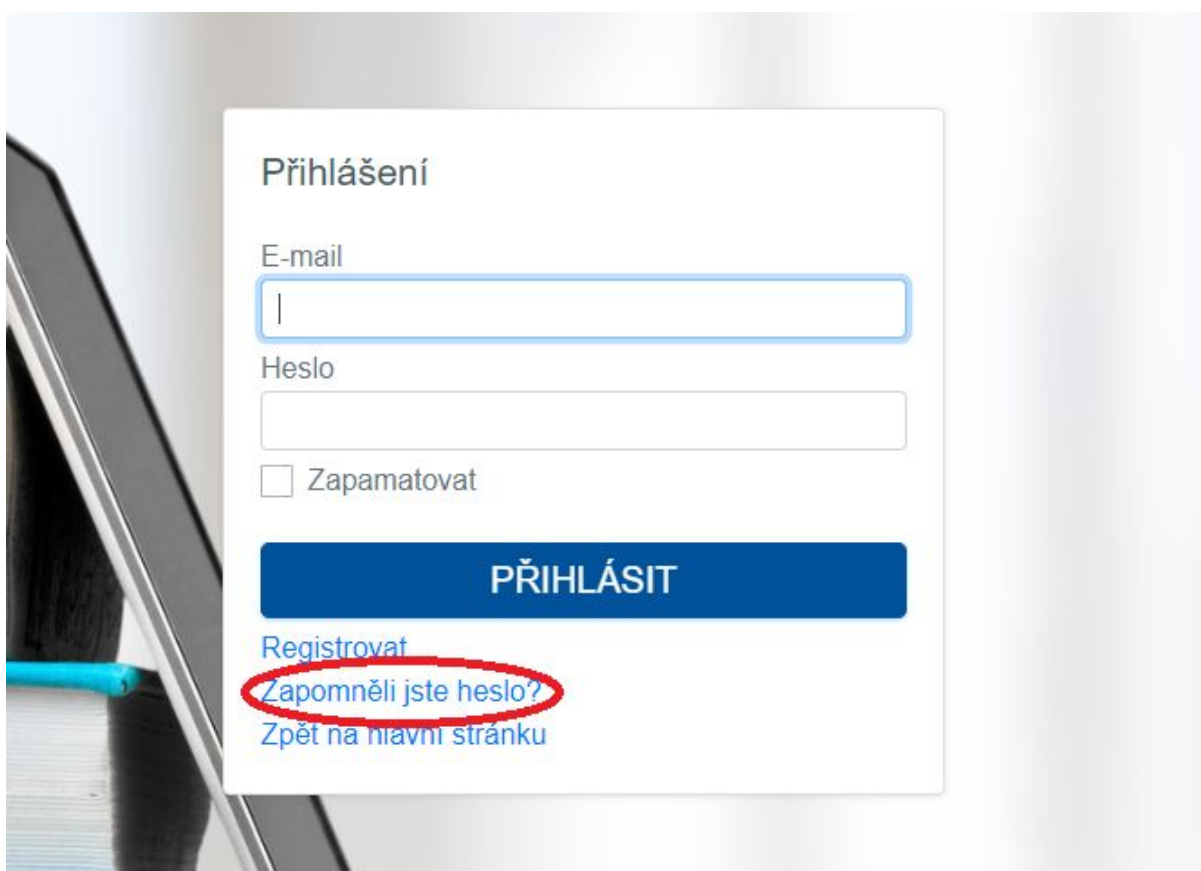 Přihlášení
E-mail
Heslo
Zapamatovat
PŘIHLÁSIT
Registrovat
Zapomněli jste heslo?
Zpět na hlavní stránku